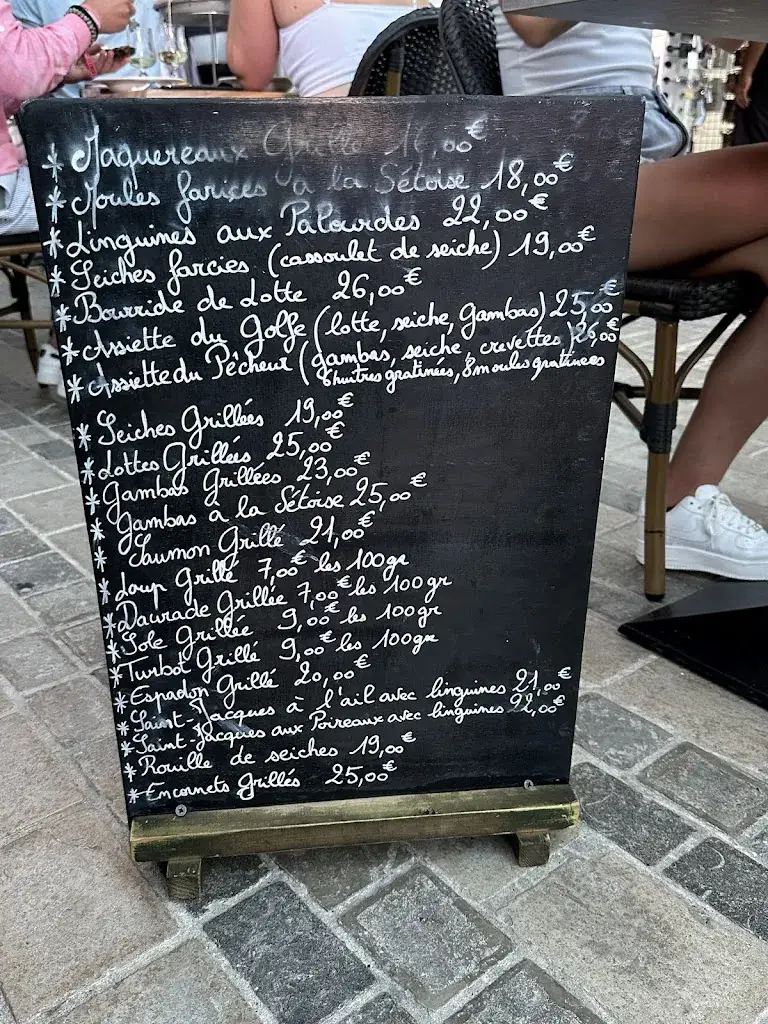 * Maquereaux Grillé 16,00€
* Moules farices à la Sétoise 18,00€
* Linguines aux Palourdes 22,00€
* Seiches farcies (cassoulet de seiche) 19,00€
* Bourride de Lotte 26,00€
* Assiette du Golfe (lotte, seiche, gambas) 25,00€
* Assiette du Pêcheur (gambas, seiche, crevettes,) 26,00€
6 huitres gratinées, 8 moules gratinees
* Seiches Grillées 19,00€
* Lottes Grillées 25,00€
* Gambas Grillées 23,00€
* Gambas à la Sétoise 25,00€
* Saumon Grillé 21,00€
* Loup Grillé 7,00€ les 100gr
* Daurade Grillée 7,00€ les 100gr
* Sole Grillée 9,00€ les 100gr
* Turbot Grillé 9,00€ les 100gr
* Espadon Grillé 20,00€
* Saint-Jacques à l'ail avec linguines 21,00€
* Saint-Jacques aux Poireaux avec linguines 22,00€
* Rouille de seiches 19,00€
* Encornets Grillés 25,00€